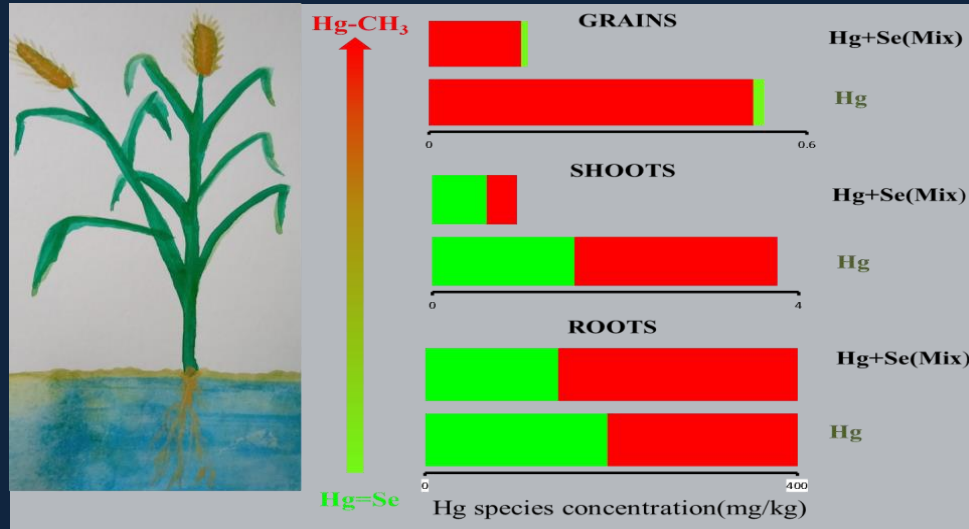 Hg-CH₃
Hg=Se
GRAINS
Hg+Se(Mix)
Hg
0 0.6
SHOOTS
Hg+Se(Mix)
Hg
0 4
ROOTS
Hg+Se(Mix)
Hg
0 400
Hg species concentration(mg/kg)